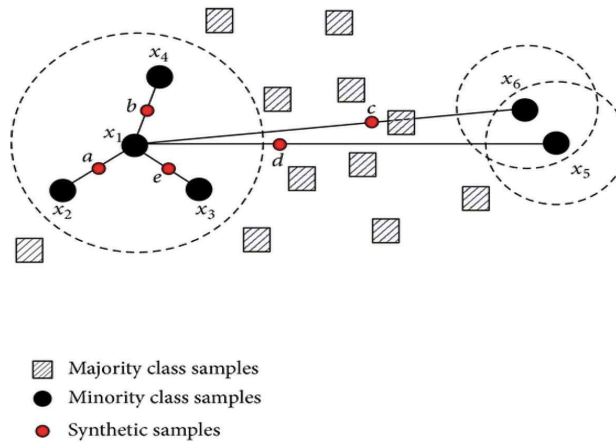 x4
x6
b
c
x1
a
d
x5
e
x2
x3
Majority class samples
Minority class samples
Synthetic samples